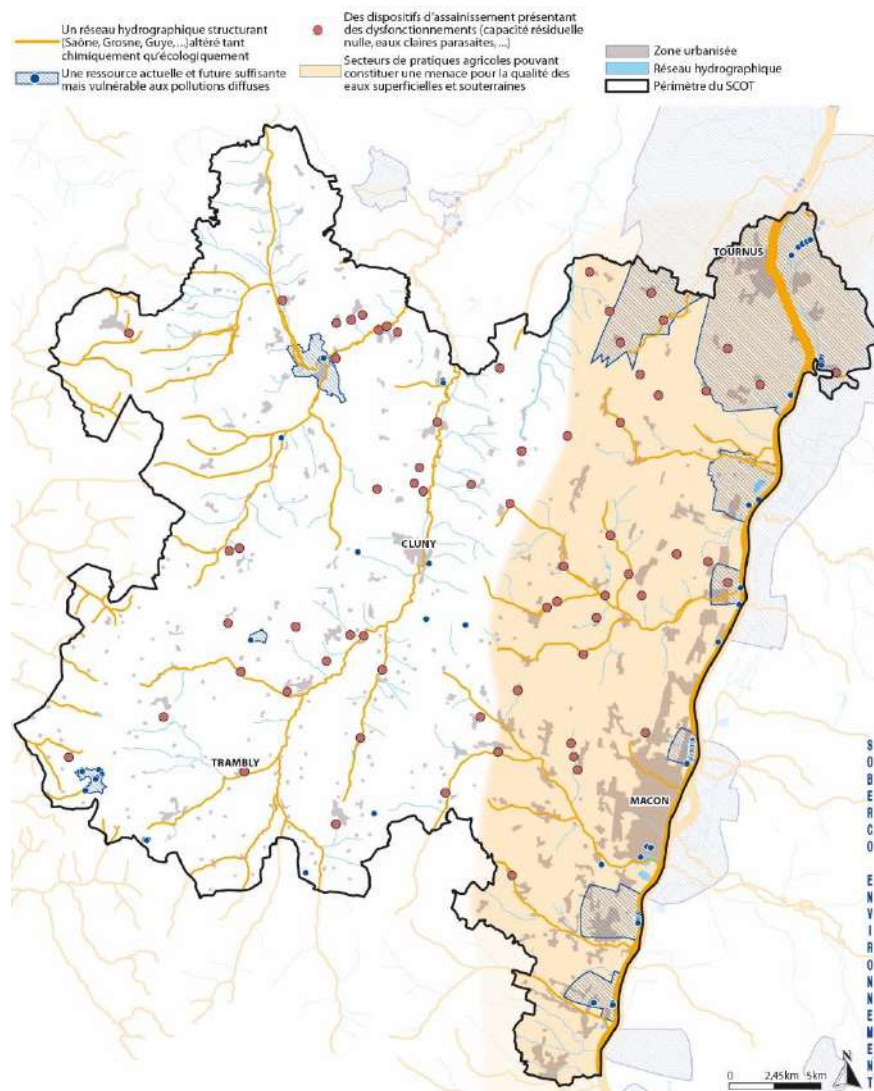 Un réseau hydrographique structurant
(Saône, Grosne, Guye, ...)altéré tant
chimiquement qu'écologiquement
Une ressource actuelle et future suffisante
mais vulnérable aux pollutions diffuses
Des dispositifs d'assainissement présentant
des dysfonctionnements (capacité résiduelle
nulle, eaux claires parasites, ...)
Secteurs de pratiques agricoles pouvant
constituer une menace pour la qualité des
eaux superficielles et souterraines
Zone urbanisée
Réseau hydrographique
Périmètre du SCOT
TOURNUS
CLUNY
TRAMBLY
MACON
SOBERCO ENVIRONNEMENT
N
0 2,45km 5km